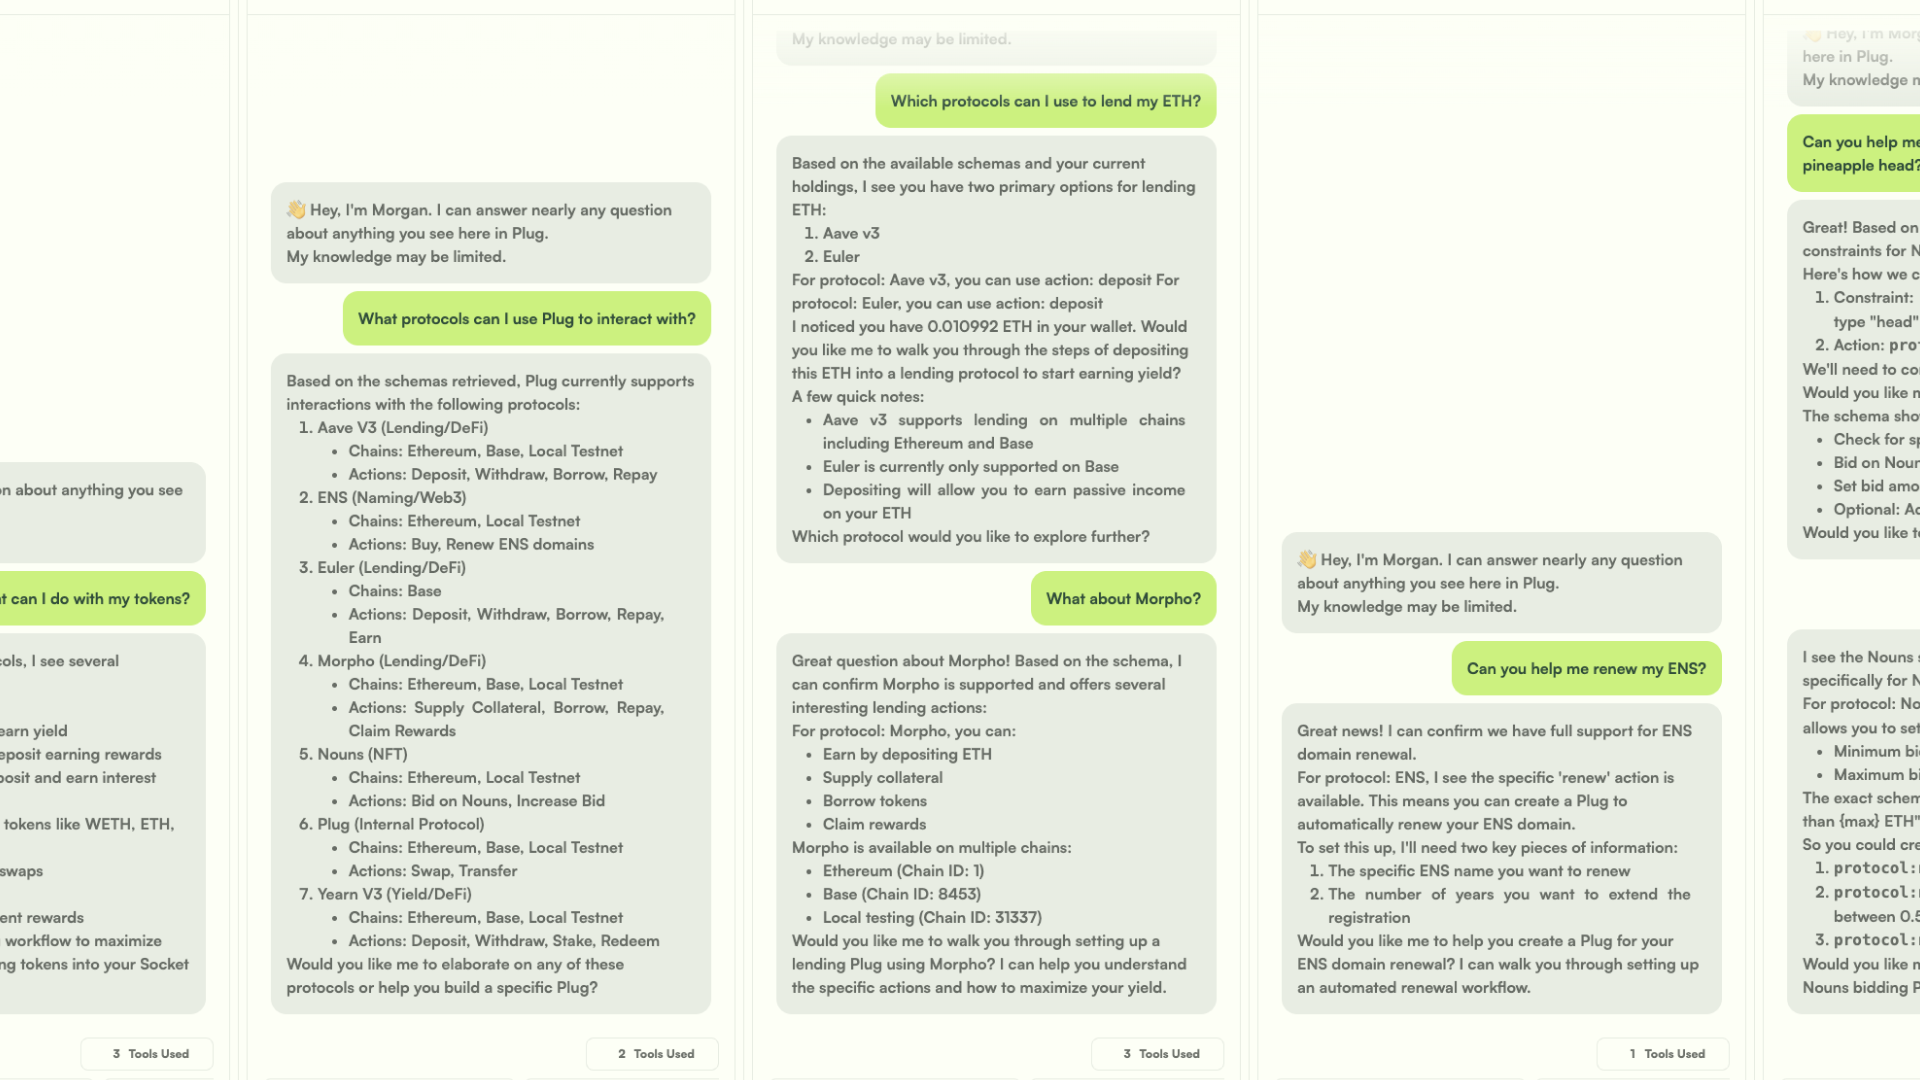 on about anything you see
t can I do with my tokens?
cols, I see several
earn yield
eposit earning rewards
posit and earn interest
tokens like WETH, ETH,
swaps
ent rewards
workflow to maximize
ng tokens into your Socket
3 Tools Used
👋 Hey, I'm Morgan. I can answer nearly any question
about anything you see here in Plug.
My knowledge may be limited.
What protocols can I use Plug to interact with?
Based on the schemas retrieved, Plug currently supports
interactions with the following protocols:
1. Aave V3 (Lending/DeFi)
• Chains: Ethereum, Base, Local Testnet
• Actions: Deposit, Withdraw, Borrow, Repay
2. ENS (Naming/Web3)
• Chains: Ethereum, Local Testnet
• Actions: Buy, Renew ENS domains
3. Euler (Lending/DeFi)
• Chains: Base
• Actions: Deposit, Withdraw, Borrow, Repay,
Earn
4. Morpho (Lending/DeFi)
• Chains: Ethereum, Base, Local Testnet
• Actions: Supply Collateral, Borrow, Repay,
Claim Rewards
5. Nouns (NFT)
• Chains: Ethereum, Local Testnet
• Actions: Bid on Nouns, Increase Bid
6. Plug (Internal Protocol)
• Chains: Ethereum, Base, Local Testnet
• Actions: Swap, Transfer
7. Yearn V3 (Yield/DeFi)
• Chains: Ethereum, Base, Local Testnet
• Actions: Deposit, Withdraw, Stake, Redeem
Would you like me to elaborate on any of these
protocols or help you build a specific Plug?
2 Tools Used
My knowledge may be limited.
Which protocols can I use to lend my ETH?
Based on the available schemas and your current
holdings, I see you have two primary options for lending
ETH:
1. Aave v3
2. Euler
For protocol: Aave v3, you can use action: deposit For
protocol: Euler, you can use action: deposit
I noticed you have 0.010992 ETH in your wallet. Would
you like me to walk you through the steps of depositing
this ETH into a lending protocol to start earning yield?
A few quick notes:
• Aave v3 supports lending on multiple chains
including Ethereum and Base
• Euler is currently only supported on Base
• Depositing will allow you to earn passive income
on your ETH
Which protocol would you like to explore further?
What about Morpho?
Great question about Morpho! Based on the schema, I
can confirm Morpho is supported and offers several
interesting lending actions:
For protocol: Morpho, you can:
• Earn by depositing ETH
• Supply collateral
• Borrow tokens
• Claim rewards
Morpho is available on multiple chains:
• Ethereum (Chain ID: 1)
• Base (Chain ID: 8453)
• Local testing (Chain ID: 31337)
Would you like me to walk you through setting up a
lending Plug using Morpho? I can help you understand
the specific actions and how to maximize your yield.
3 Tools Used
👋 Hey, I'm Morgan. I can answer nearly any question
about anything you see here in Plug.
My knowledge may be limited.
Can you help me renew my ENS?
Great news! I can confirm we have full support for ENS
domain renewal.
For protocol: ENS, I see the specific 'renew' action is
available. This means you can create a Plug to
automatically renew your ENS domain.
To set this up, I'll need two key pieces of information:
1. The specific ENS name you want to renew
2. The number of years you want to extend the
registration
Would you like me to help you create a Plug for your
ENS domain renewal? I can walk you through setting up
an automated renewal workflow.
1 Tools Used
👋 Hey, I'm Morg
here in Plug.
My knowledge n
Can you help me
pineapple head?
Great! Based on
constraints for N
Here's how we c
1. Constraint:
type "head"
2. Action: prot
We'll need to co
Would you like m
The schema sho
• Check for sp
• Bid on Noun
• Set bid amo
• Optional: Ac
Would you like to
I see the Nouns s
specifically for N
For protocol: No
allows you to set
• Minimum bi
• Maximum bi
The exact schem
than {max} ETH"
So you could cre
1. protocol:n
2. protocol:n
between 0.5
3. protocol:n
Would you like m
Nouns bidding P